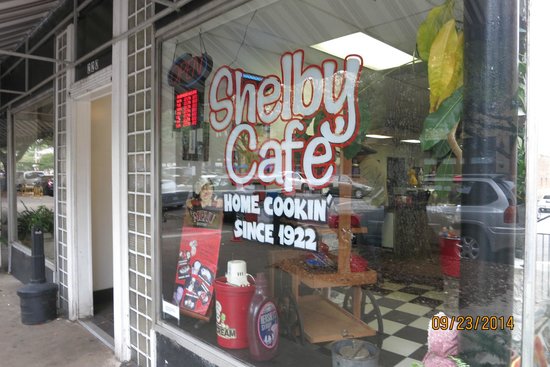 Shelby
Cafe
HOME COOKIN'
SINCE 1922
09/23/2014